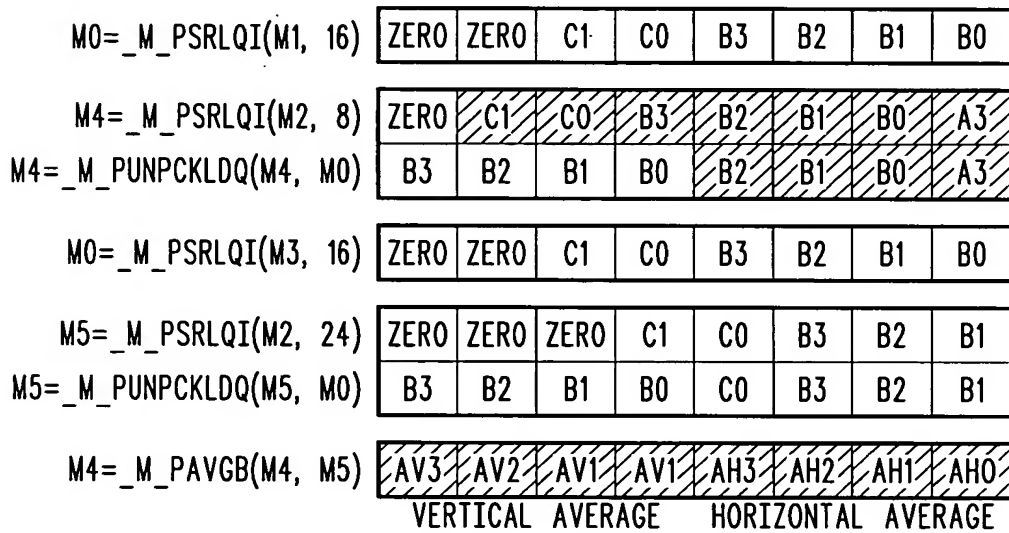 M0=_M_PSRLQI(M1, 16) ZERO ZERO C1 C0 B3 B2 B1 B0
M4=_M_PSRLQI(M2, 8) ZERO C1 C0 B3 B2 B1 B0 A3
M4=_M_PUNPCKLDQ(M4, M0) B3 B2 B1 B0 B2 B1 B0 A3
M0=_M_PSRLQI(M3, 16) ZERO ZERO C1 C0 B3 B2 B1 B0
M5=_M_PSRLQI(M2, 24) ZERO ZERO ZERO C1 C0 B3 B2 B1
M5=_M_PUNPCKLDQ(M5, M0) B3 B2 B1 B0 C0 B3 B2 B1
M4=_M_PAVGB(M4, M5) AV3 AV2 AV1 AV1 AH3 AH2 AH1 AH0
VERTICAL AVERAGE HORIZONTAL AVERAGE